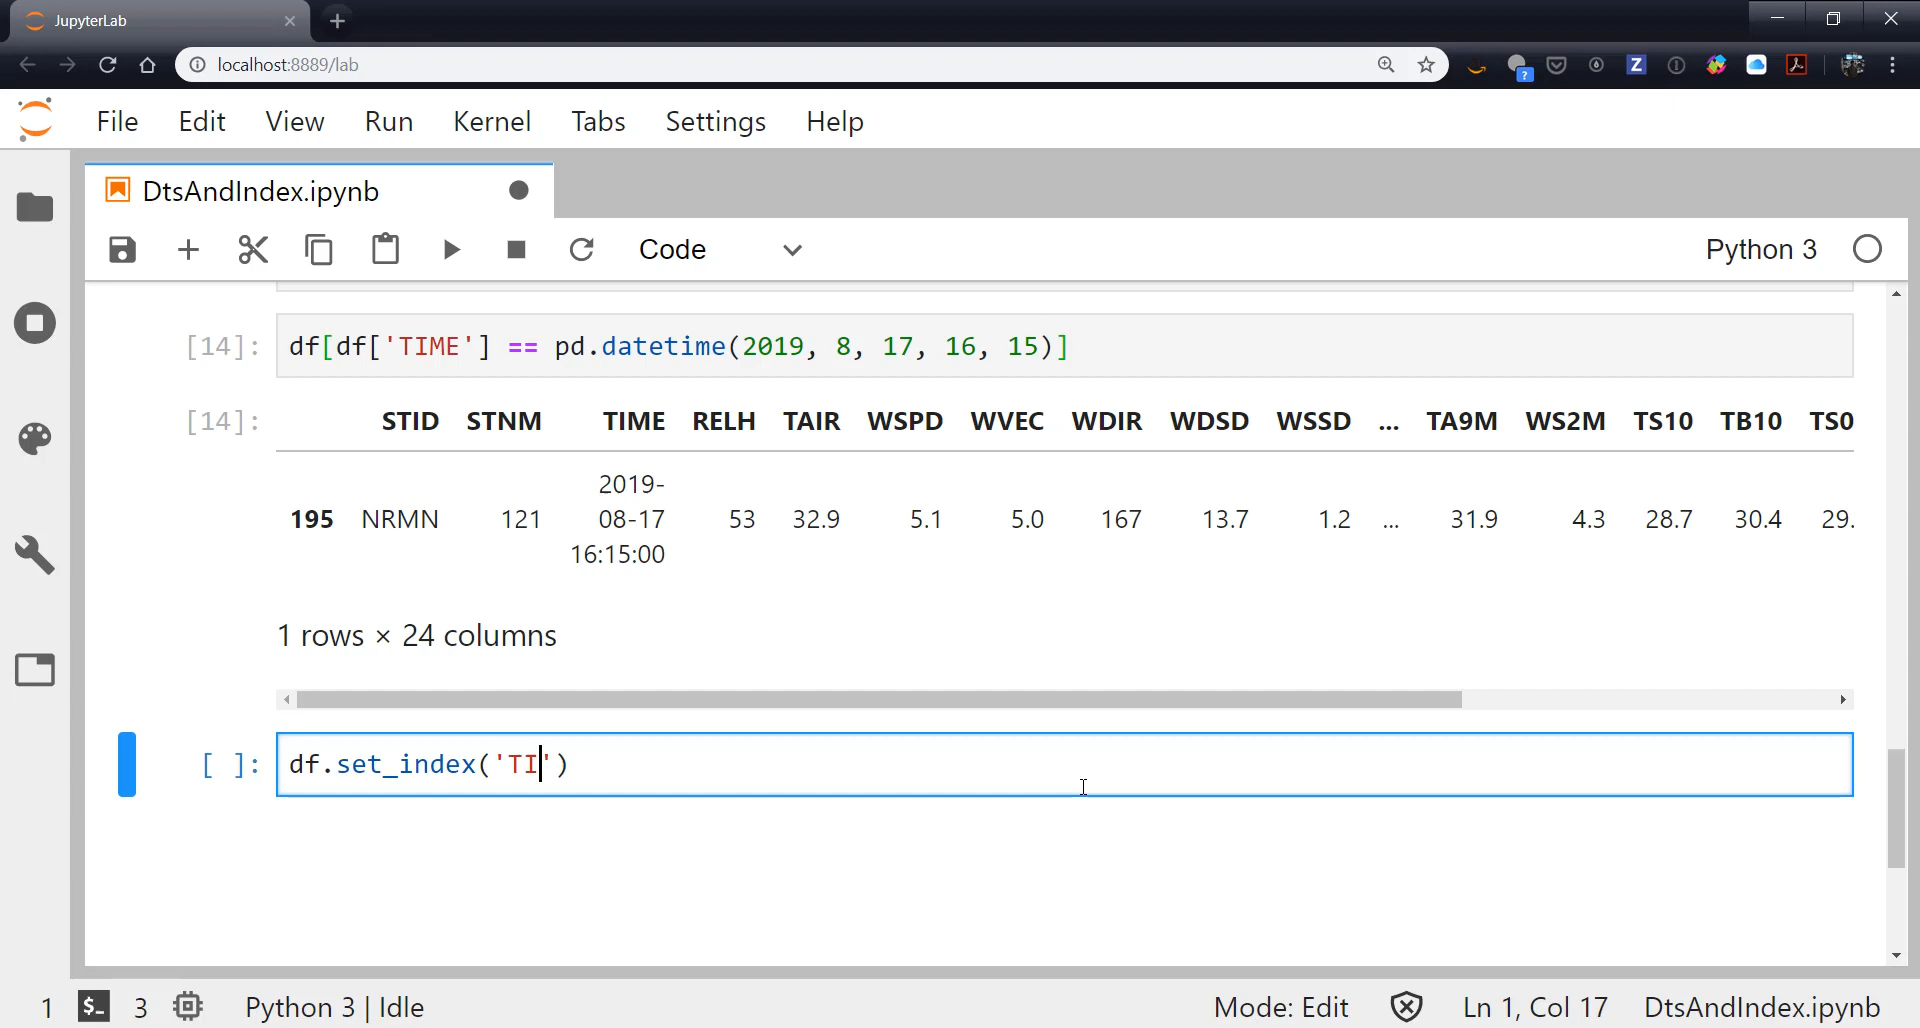 JupyterLab
localhost:8889/lab
File Edit View Run Kernel Tabs Settings Help
DtsAndIndex.ipynb
Code
Python 3
[14]: df[df['TIME'] == pd.datetime(2019, 8, 17, 16, 15)]
[14]: STID STNM TIME RELH TAIR WSPD WVEC WDIR WDSD WSSD ... TA9M WS2M TS10 TB10 TS0
2019-
195 NRMN 121 08-17 53 32.9 5.1 5.0 167 13.7 1.2 ... 31.9 4.3 28.7 30.4 29.
16:15:00
1 rows × 24 columns
[ ]: df.set_index('TI')
1 $_ 3 Python 3 | Idle Mode: Edit Ln 1, Col 17 DtsAndIndex.ipynb